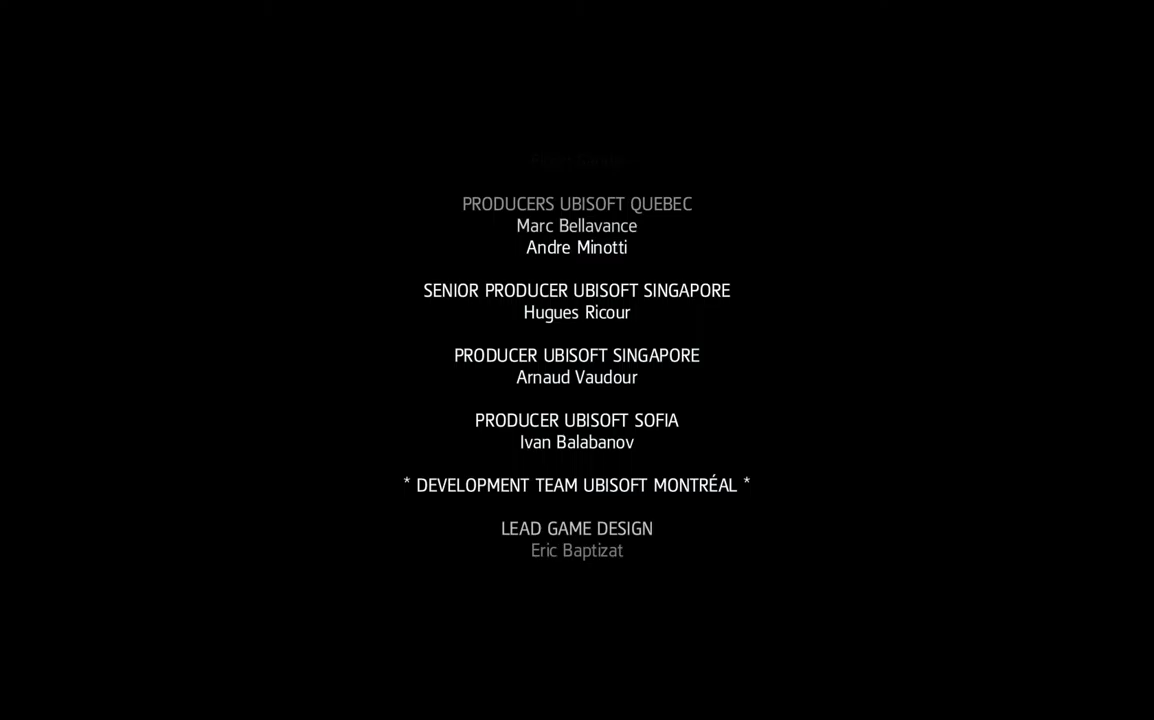 PRODUCERS UBISOFT QUEBEC
Marc Bellavance
Andre Minotti
SENIOR PRODUCER UBISOFT SINGAPORE
Hugues Ricour
PRODUCER UBISOFT SINGAPORE
Arnaud Vaudour
PRODUCER UBISOFT SOFIA
Ivan Balabanov
* DEVELOPMENT TEAM UBISOFT MONTRÉAL *
LEAD GAME DESIGN
Eric Baptizat